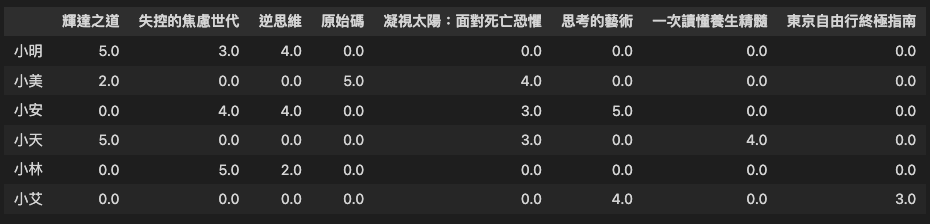 輝達之道 失控的焦慮世代 逆思維 原始碼 凝視太陽：面對死亡恐懼 思考的藝術 一次讀懂養生精髓 東京自由行終極指南
小明 5.0 3.0 4.0 0.0 0.0 0.0 0.0 0.0
小美 2.0 0.0 0.0 5.0 4.0 0.0 0.0 0.0
小安 0.0 4.0 4.0 0.0 3.0 5.0 0.0 0.0
小天 5.0 0.0 0.0 0.0 3.0 0.0 4.0 0.0
小林 0.0 5.0 2.0 0.0 0.0 0.0 0.0 0.0
小艾 0.0 0.0 0.0 0.0 0.0 4.0 0.0 3.0